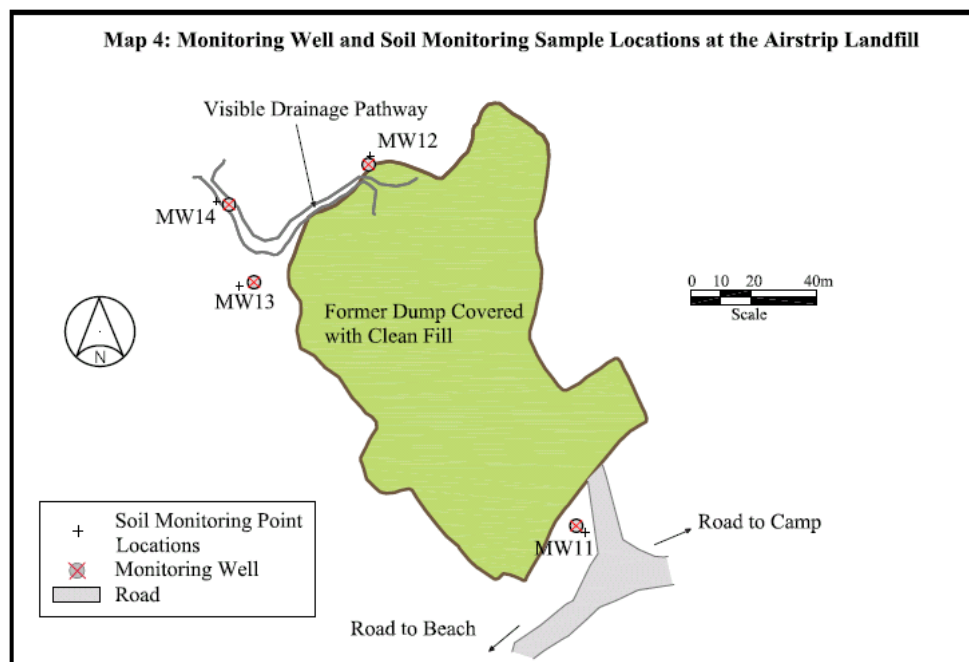 Map 4: Monitoring Well and Soil Monitoring Sample Locations at the Airstrip Landfill
Visible Drainage Pathway
MW12
MW14
MW13
Former Dump Covered
with Clean Fill
0 10 20 40m
Scale
N
Soil Monitoring Point
Locations
Monitoring Well
Road
MW11
Road to Camp
Road to Beach